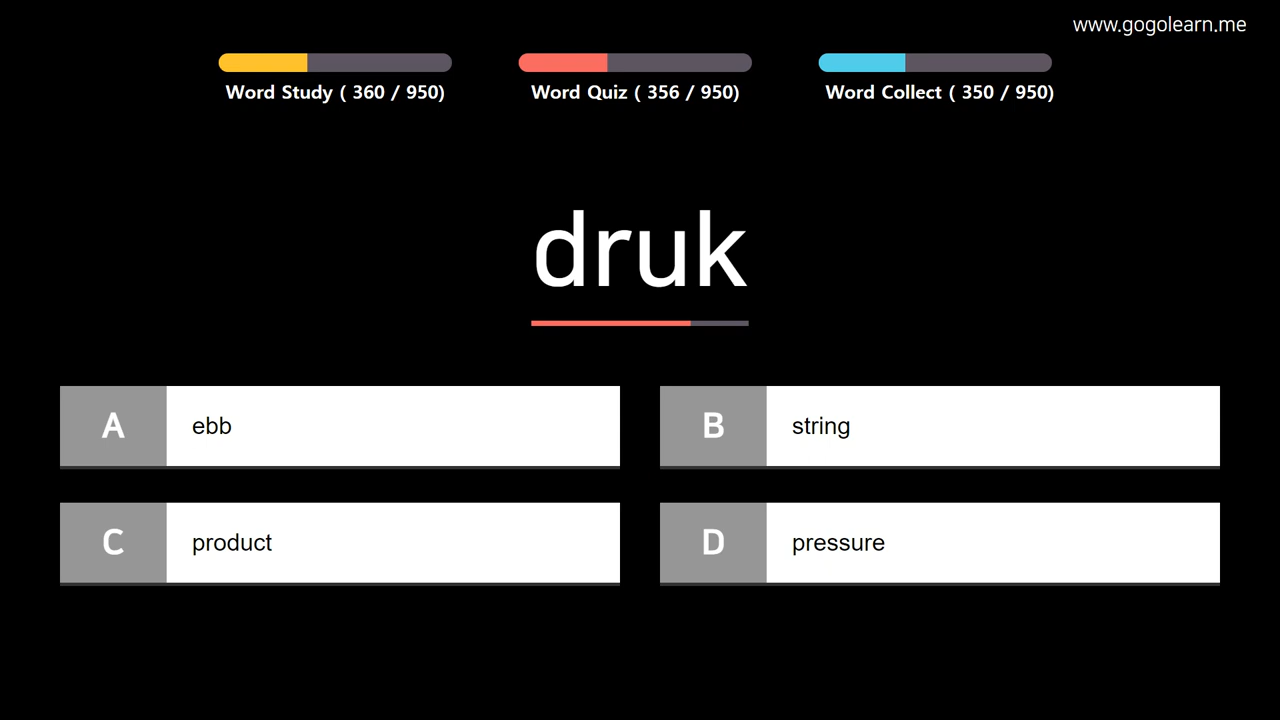 www.gogolearn.me
Word Study ( 360 / 950)
Word Quiz ( 356 / 950)
Word Collect ( 350 / 950)
druk
A ebb
B string
C product
D pressure